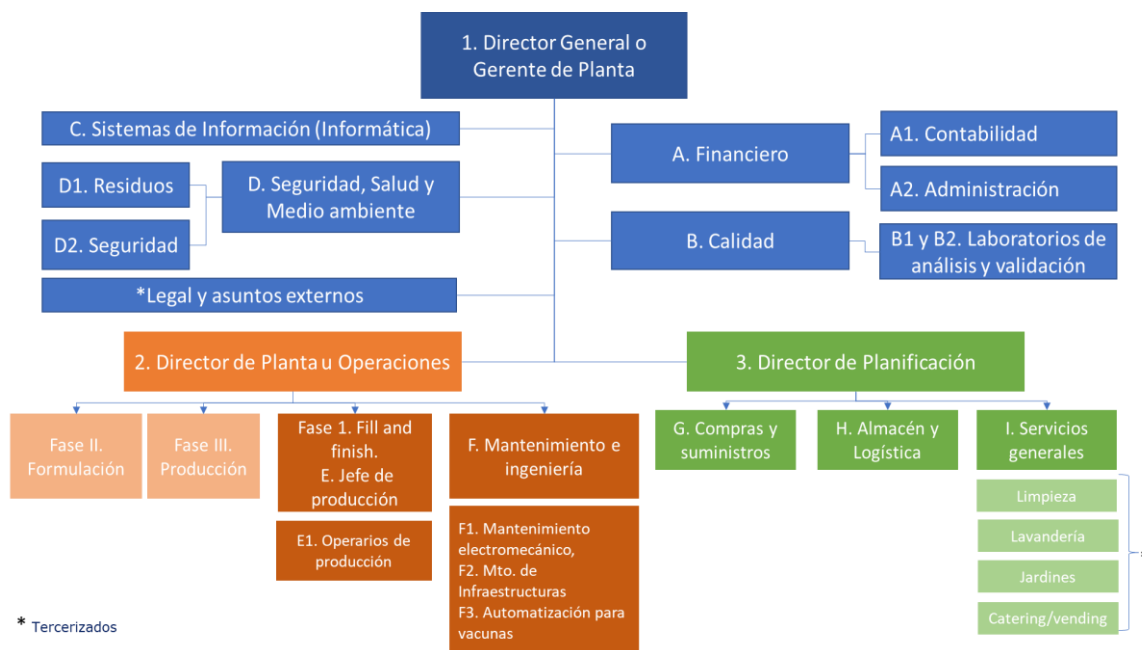 1. Director General o
Gerente de Planta
C. Sistemas de Información (Informática)
A. Financiero
A1. Contabilidad
A2. Administración
D1. Residuos
D. Seguridad, Salud y
Medio ambiente
D2. Seguridad
B. Calidad
B1 y B2. Laboratorios de
análisis y validación
*Legal y asuntos externos
2. Director de Planta u Operaciones
3. Director de Planificación
Fase II.
Formulación
Fase III.
Producción
Fase 1. Fill and
finish.
E. Jefe de
producción
F. Mantenimiento e
ingeniería
G. Compras y
suministros
H. Almacén y
Logística
I. Servicios
generales
E1. Operarios de
producción
F1. Mantenimiento
electromecánico,
F2. Mto. de
Infraestructuras
F3. Automatización para
vacunas
Limpieza
Lavandería
Jardines
Catering/vending
* Tercerizados